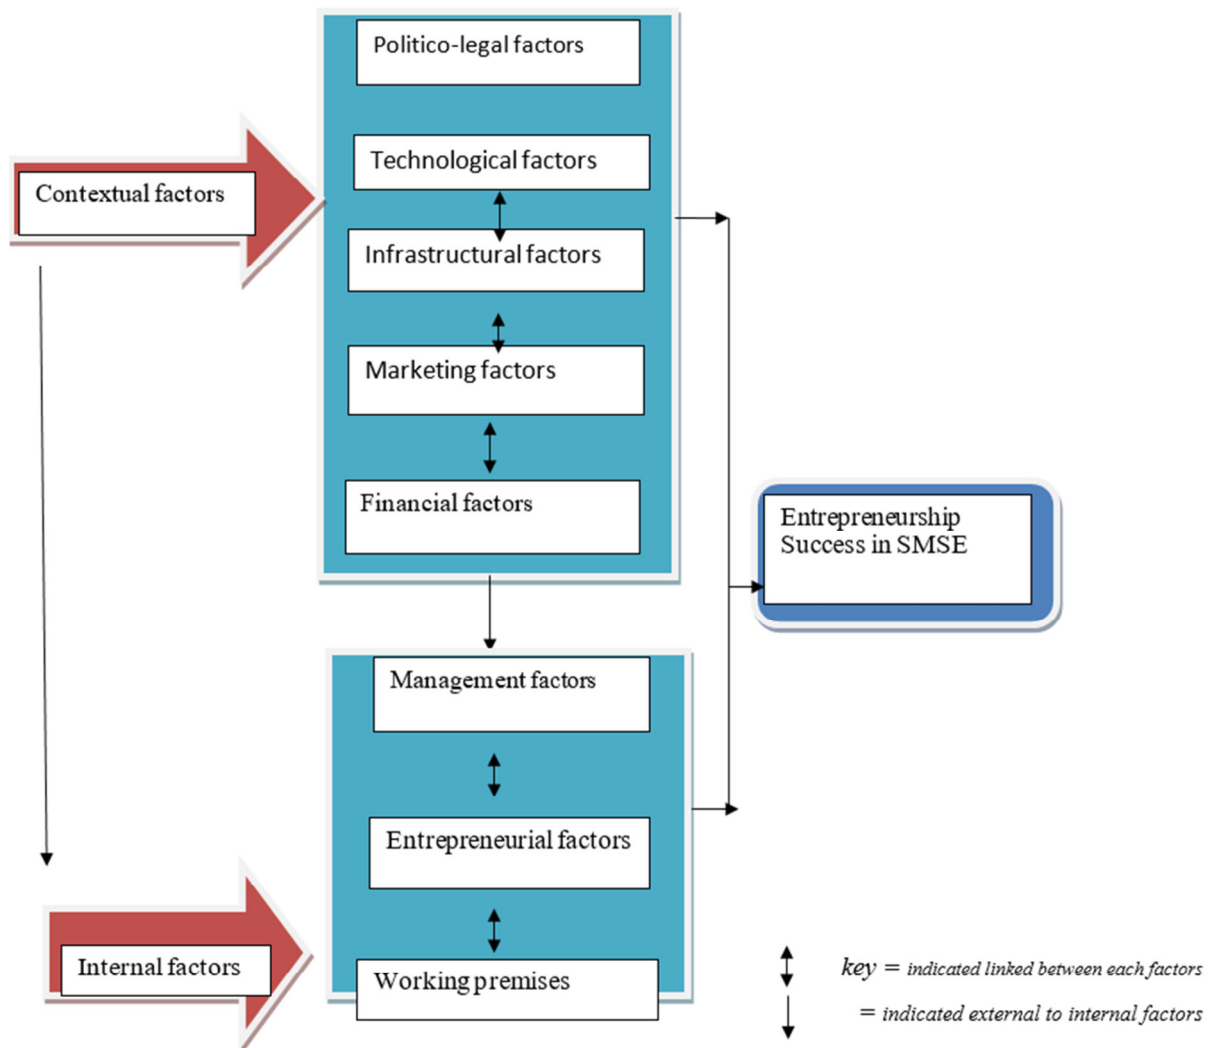 Politico-legal factors
Technological factors
Contextual factors
Infrastructural factors
Marketing factors
Financial factors
Entrepreneurship
Success in SMSE
Management factors
Entrepreneurial factors
Internal factors
Working premises
key = indicated linked between each factors
= indicated external to internal factors